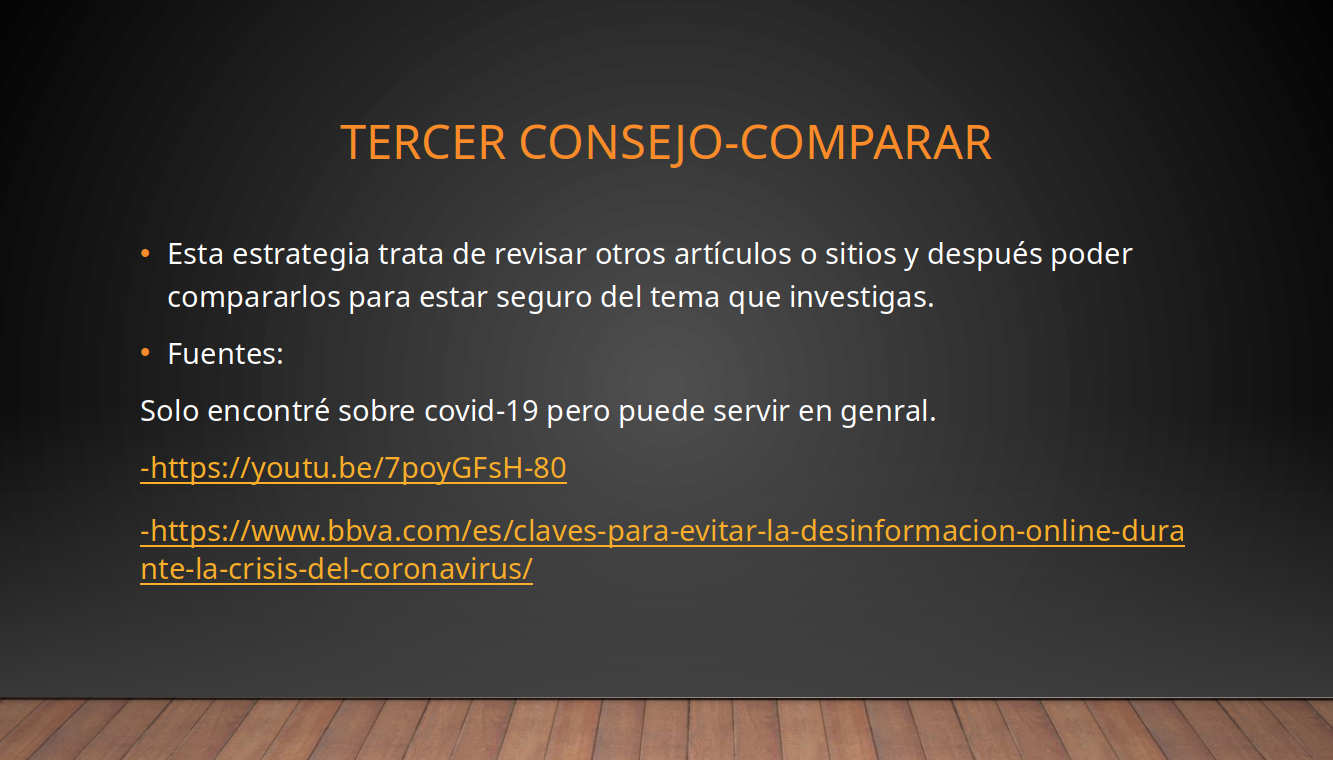 TERCER CONSEJO-COMPARAR
• Esta estrategia trata de revisar otros artículos o sitios y después poder
compararlos para estar seguro del tema que investigas.
• Fuentes:
Solo encontré sobre covid-19 pero puede servir en genral.
-https://youtu.be/7poyGFsH-80
-https://www.bbva.com/es/claves-para-evitar-la-desinformacion-online-dura
nte-la-crisis-del-coronavirus/